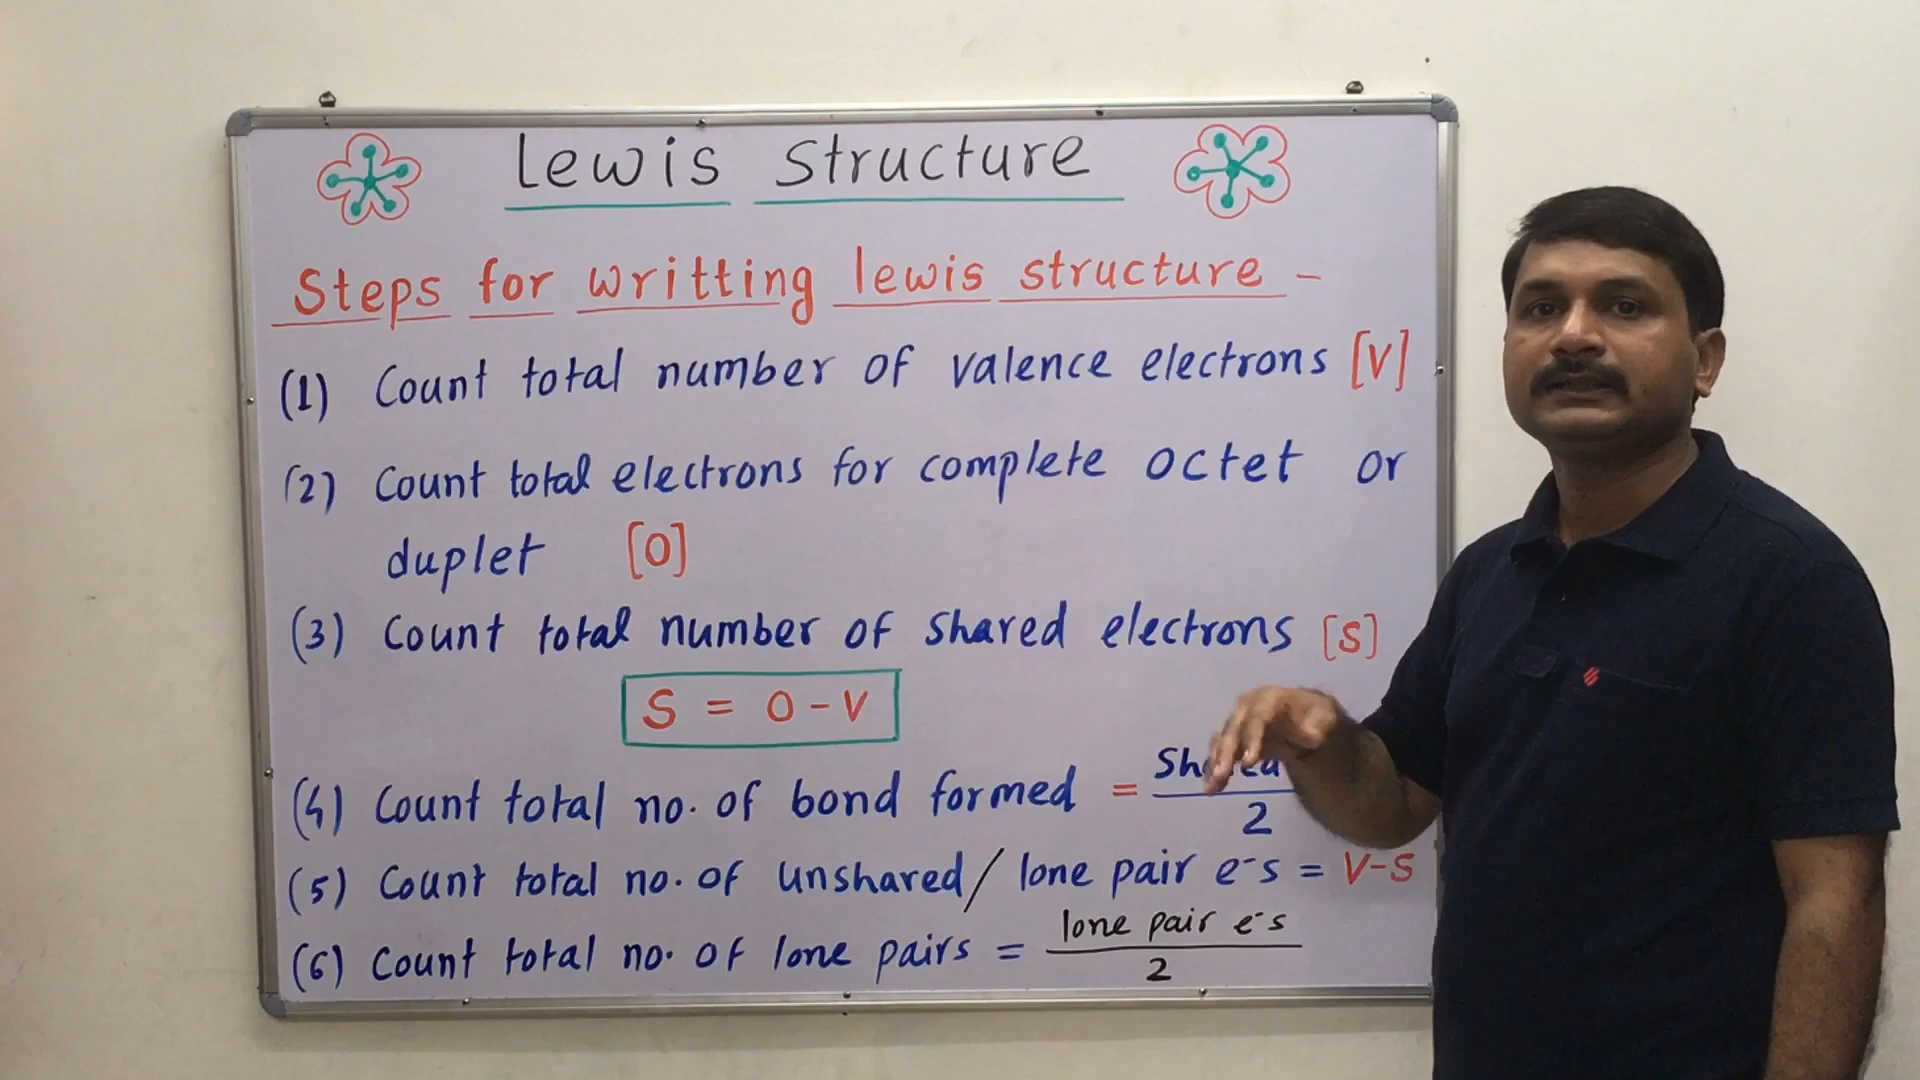 Lewis Structure
Steps for writting lewis structure -
(1) Count total number of valence electrons [V]
(2) Count total electrons for complete octet or
duplet [O]
(3) Count total number of shared electrons [S]
S = O - V
(4) Count total no. of bond formed =
2
(5) Count total no. of unshared/lone pair e⁻s = V-S
lone pair e⁻s
(6) Count total no. of lone pairs =
2